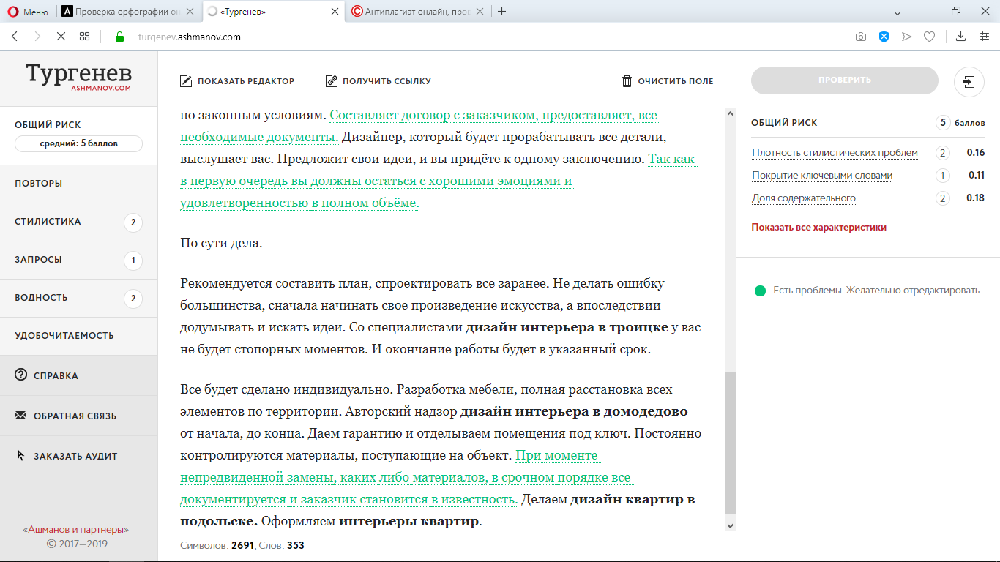 Меню
Проверка орфографии он
«Тургенев»
Антиплагиат онлайн, про
turgenev.ashmanov.com
Тургенев
ASHMANOV.COM
ОБЩИЙ РИСК
средний: 5 баллов
ПОВТОРЫ
СТИЛИСТИКА 2
ЗАПРОСЫ 1
ВОДНОСТЬ 2
УДОБОЧИТАЕМОСТЬ
СПРАВКА
ОБРАТНАЯ СВЯЗЬ
ЗАКАЗАТЬ АУДИТ
«Ашманов и партнеры»
© 2017—2019
ПОКАЗАТЬ РЕДАКТОР
ПОЛУЧИТЬ ССЫЛКУ
ОЧИСТИТЬ ПОЛЕ
по законным условиям. Составляет договор с заказчиком, предоставляет, все
необходимые документы. Дизайнер, который будет прорабатывать все детали,
выслушает вас. Предложит свои идеи, и вы придёте к одному заключению. Так как
в первую очередь вы должны остаться с хорошими эмоциями и
удовлетворенностью в полном объёме.
По сути дела.
Рекомендуется составить план, спроектировать все заранее. Не делать ошибку
большинства, сначала начинать свое произведение искусства, а впоследствии
додумывать и искать идеи. Со специалистами дизайн интерьера в троицке у вас
не будет стопорных моментов. И окончание работы будет в указанный срок.
Все будет сделано индивидуально. Разработка мебели, полная расстановка всех
элементов по территории. Авторский надзор дизайн интерьера в домодедово
от начала, до конца. Даем гарантию и отделываем помещения под ключ. Постоянно
контролируются материалы, поступающие на объект. При моменте
непредвиденной замены, каких либо материалов, в срочном порядке все
документируется и заказчик становится в известность. Делаем дизайн квартир в
подольске. Оформляем интерьеры квартир.
Символов: 2691, Слов: 353
ПРОВЕРИТЬ
ОБЩИЙ РИСК 5 баллов
Плотность стилистических проблем 2 0.16
Покрытие ключевыми словами 1 0.11
Доля содержательного 2 0.18
Показать все характеристики
Есть проблемы. Желательно отредактировать.